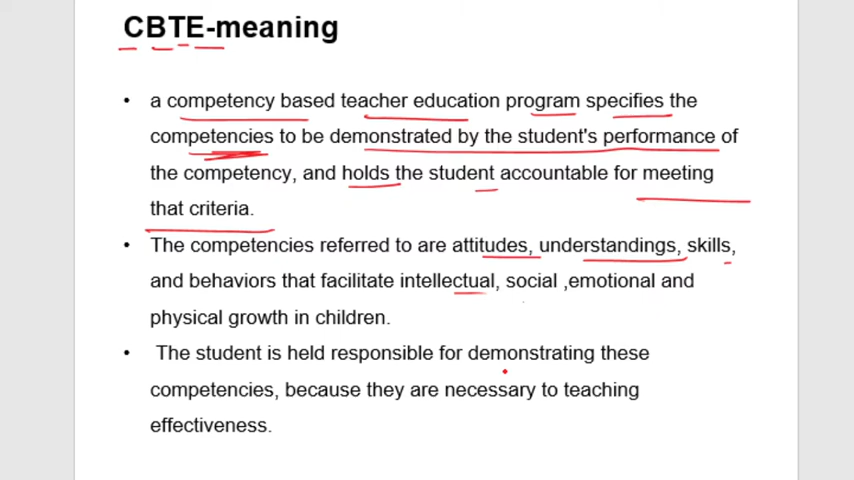 CBTE-meaning
• a competency based teacher education program specifies the
competencies to be demonstrated by the student's performance of
the competency, and holds the student accountable for meeting
that criteria.
• The competencies referred to are attitudes, understandings, skills,
and behaviors that facilitate intellectual, social ,emotional and
physical growth in children.
• The student is held responsible for demonstrating these
competencies, because they are necessary to teaching
effectiveness.